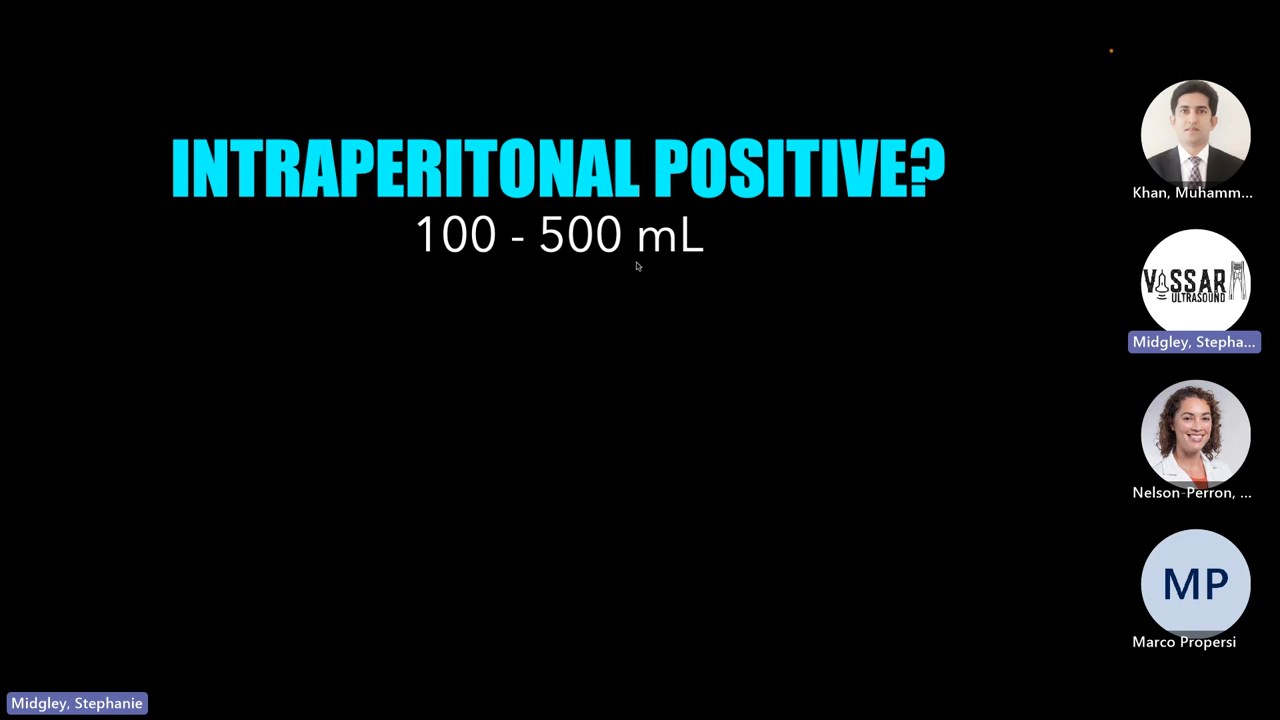 INTRAPERITONAL POSITIVE?
100 - 500 mL
Khan, Muhamm...
VASSAR
ULTRASOUND
Midgley, Stepha...
Nelson-Perron, ...
MP
Marco Propersi
Midgley, Stephanie